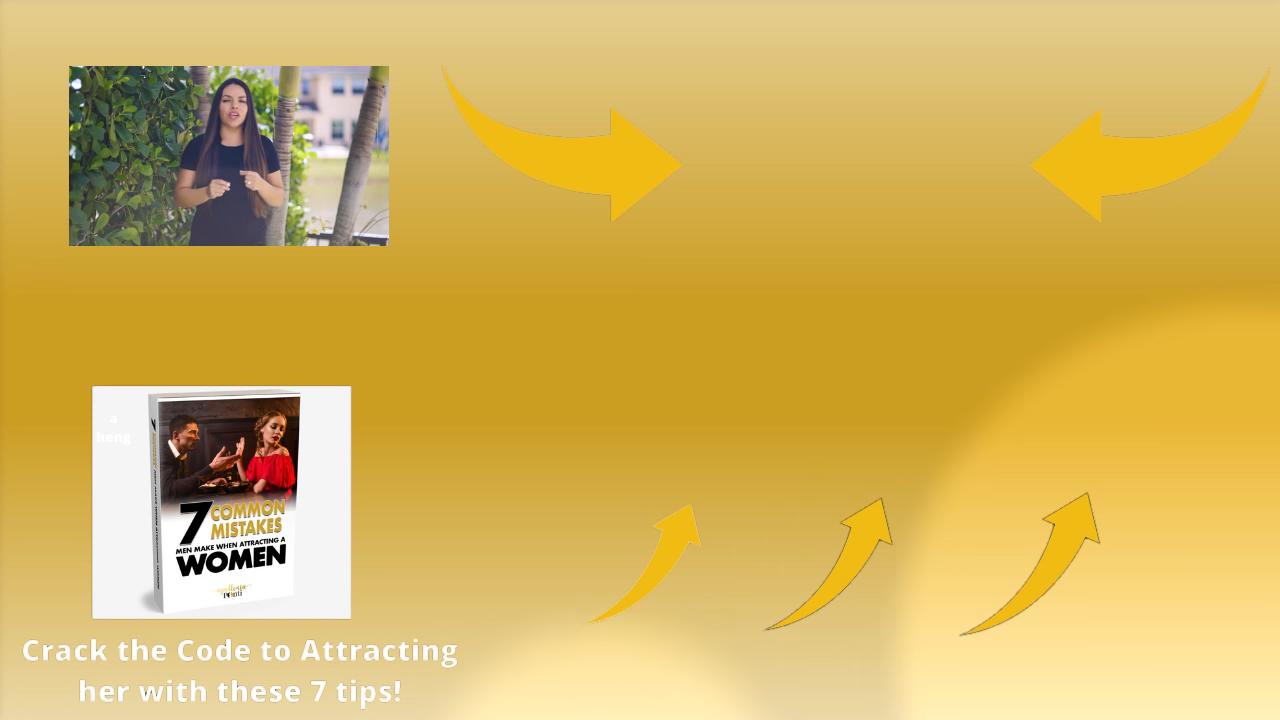 a
heng
7 COMMON
MISTAKES
MEN MAKE WHEN ATTRACTING A
WOMEN
Crack the Code to Attracting
her with these 7 tips!